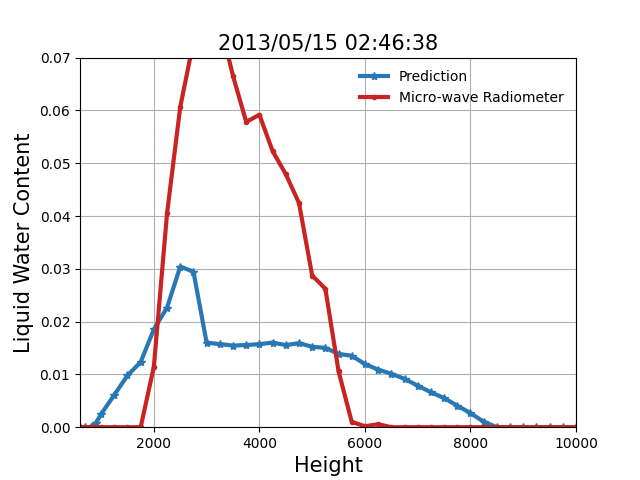 2013/05/15 02:46:38
0.07
0.06
0.05
0.04
0.03
0.02
0.01
0.00
Liquid Water Content
Prediction
Micro-wave Radiometer
2000 4000 6000 8000 10000
Height